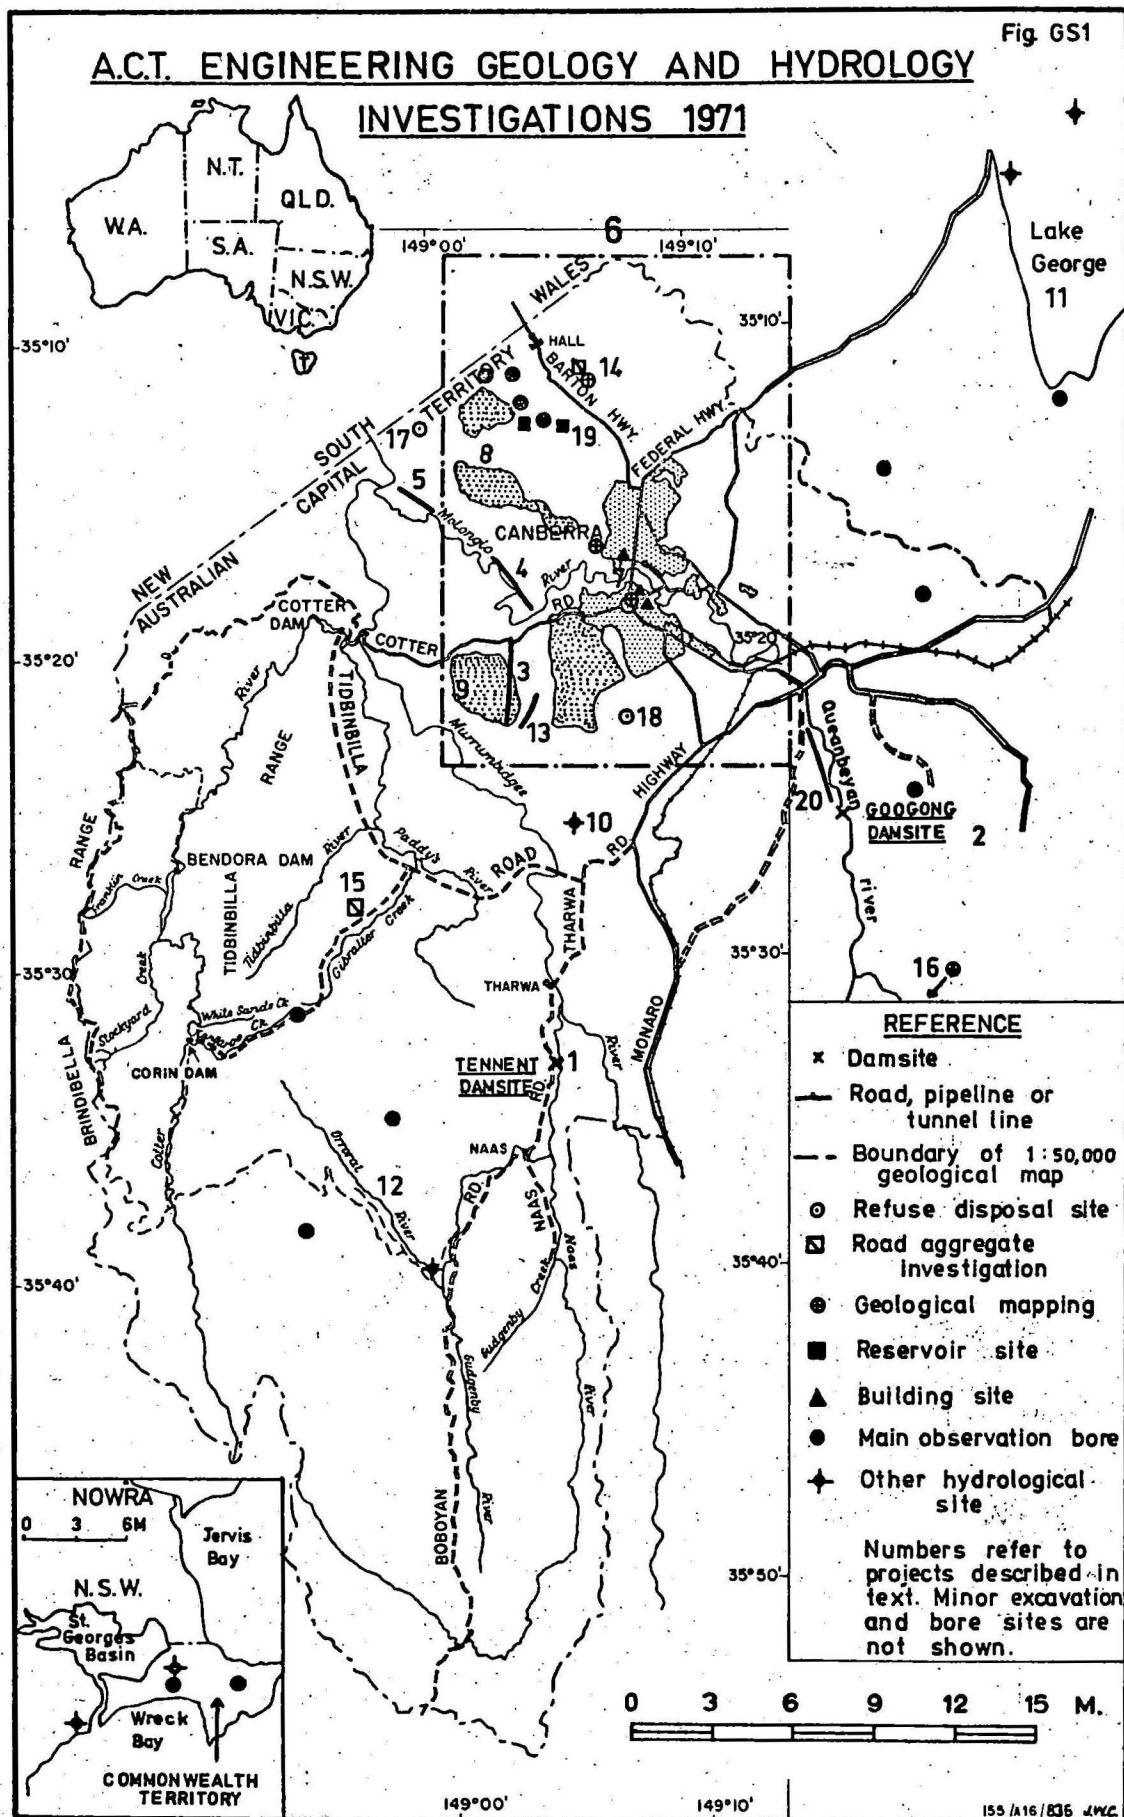 Fig. GS1
A.C.T. ENGINEERING GEOLOGY AND HYDROLOGY
INVESTIGATIONS 1971
N.T.
QLD.
W.A.
S.A.
N.S.W.
VIC.
T
6
149°00'
149°10'
Lake
George
11
35°10'
35°10'
NEW SOUTH WALES
AUSTRALIAN CAPITAL TERRITORY
HALL
BARTON HWY.
14
17
19
FEDERAL HWY.
8
5
Molonglo
CANBERRA
4
River
RD.
COTTER
DAM
COTTER
35°20'
35°20'
River
TIDBINBILLA
9
3
13
18
Murrumbidgee
HIGHWAY
Queanbeyan
20
GOOGONG
DAMSITE
2
RANGE
10
RANGE
BENDORA DAM
River
Paddy's
River
ROAD
RD.
river
Franklin Creek
TIDBINBILLA
Tidbinbilla
15
Gibralter Creek
THARWA
35°30'
35°30'
16
Creek
Stockyard
White Sands Ck
Ck
THARWA
MONARO
CORIN DAM
River
TENNENT
DAMSITE
1
RD.
BRINDIBELLA
Cotter
Orroral
River
12
NAAS
RD.
NAAS
Naas
35°40'
35°40'
Creek
Gudgenby
Gudgenby
River
River
BOBOYAN
35°50'
REFERENCE
Damsite
Road, pipeline or
tunnel line
Boundary of 1:50,000
geological map
Refuse disposal site
Road aggregate
investigation
Geological mapping
Reservoir site
Building site
Main observation bore
Other hydrological
site
Numbers refer to
projects described in
text. Minor excavation
and bore sites are
not shown.
NOWRA
0 3 6M
Jervis
Bay
N.S.W.
St.
Georges
Basin
Wreck
Bay
COMMONWEALTH
TERRITORY
0 3 6 9 12 15 M.
149°00'
149°10'
155/A16/836 JWC